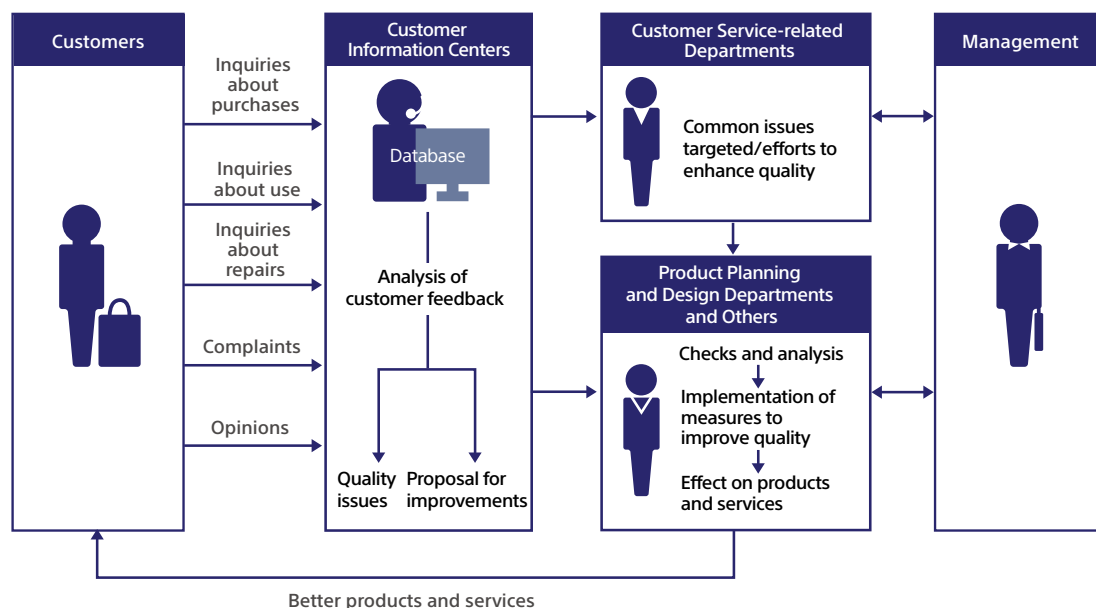 Customers
Inquiries
about
purchases
Inquiries
about use
Inquiries
about
repairs
Complaints
Opinions
Customer
Information Centers
Database
Analysis of
customer feedback
Quality
issues
Proposal for
improvements
Customer Service-related
Departments
Common issues
targeted/efforts to
enhance quality
Product Planning
and Design Departments
and Others
Checks and analysis
Implementation of
measures to
improve quality
Effect on products
and services
Management
Better products and services